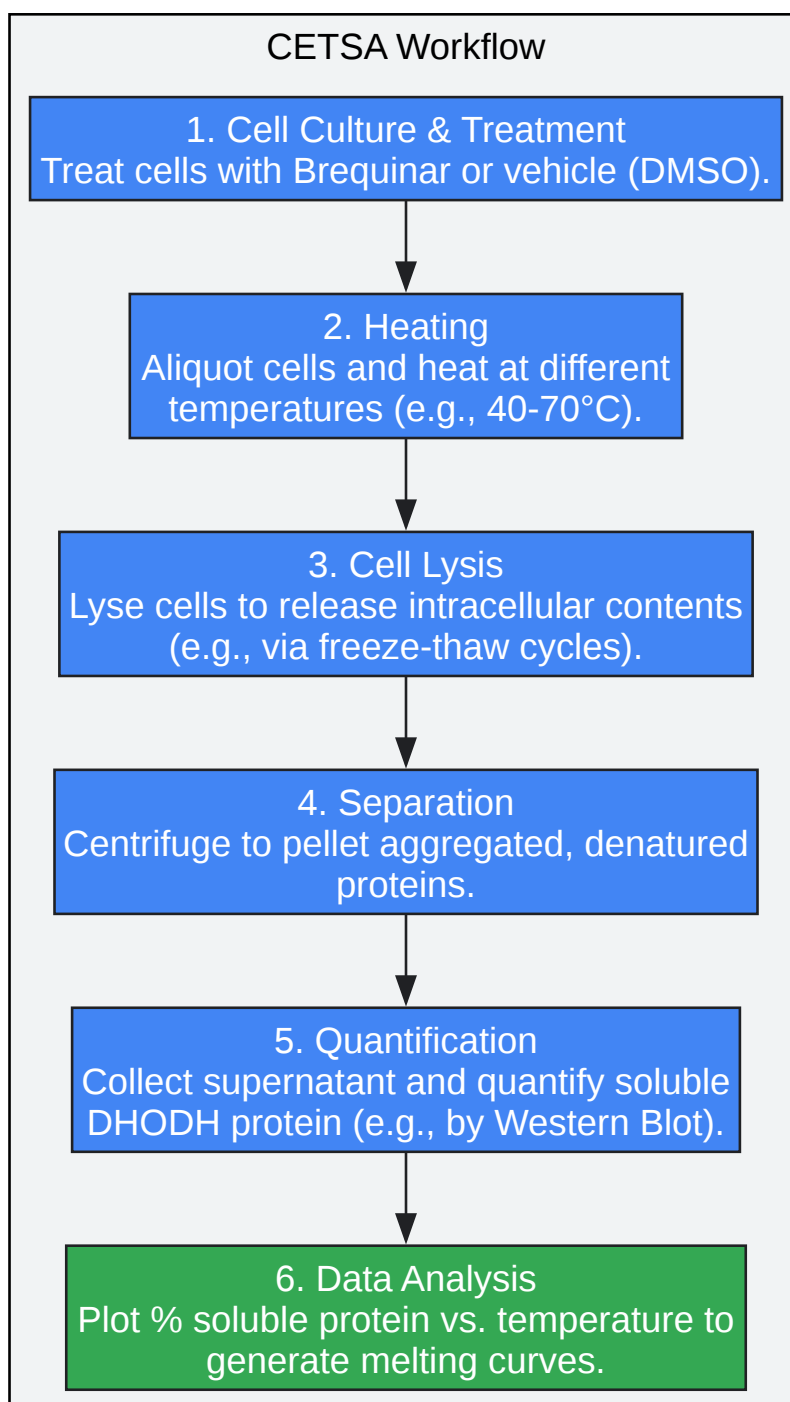 CETSA Workflow
1. Cell Culture & Treatment
Treat cells with Brequinar or vehicle (DMSO).
2. Heating
Aliquot cells and heat at different
temperatures (e.g., 40-70°C).
3. Cell Lysis
Lyse cells to release intracellular contents
(e.g., via freeze-thaw cycles).
4. Separation
Centrifuge to pellet aggregated, denatured
proteins.
5. Quantification
Collect supernatant and quantify soluble
DHODH protein (e.g., by Western Blot).
6. Data Analysis
Plot % soluble protein vs. temperature to
generate melting curves.